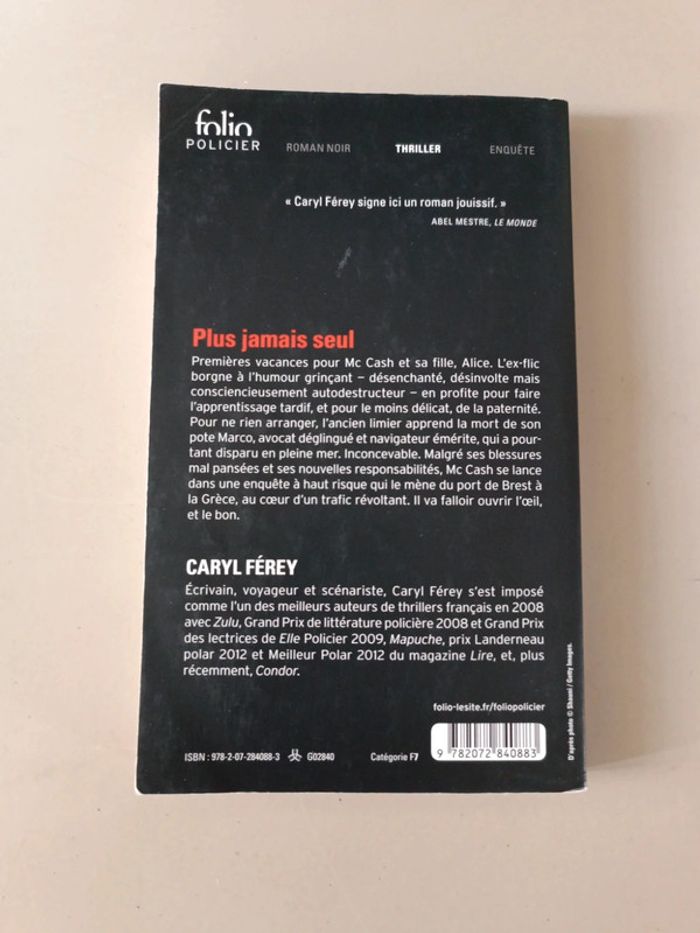 folio
POLICIER
ROMAN NOIR THRILLER ENQUÊTE
« Caryl Férey signe ici un roman jouissif. »
ABEL MESTRE, LE MONDE
Plus jamais seul
Premières vacances pour Mc Cash et sa fille, Alice. L'ex-flic
borgne à l'humour grinçant – désenchanté, désinvolte mais
consciencieusement autodestructeur – en profite pour faire
l'apprentissage tardif, et pour le moins délicat, de la paternité.
Pour ne rien arranger, l'ancien limier apprend la mort de son
pote Marco, avocat déglingué et navigateur émérite, qui a pour-
tant disparu en pleine mer. Inconcevable. Malgré ses blessures
mal pansées et ses nouvelles responsabilités, Mc Cash se lance
dans une enquête à haut risque qui le mène du port de Brest à
la Grèce, au cœur d'un trafic révoltant. Il va falloir ouvrir l'œil,
et le bon.
CARYL FÉREY
Écrivain, voyageur et scénariste, Caryl Férey s'est imposé
comme l'un des meilleurs auteurs de thrillers français en 2008
avec Zulu, Grand Prix de littérature policière 2008 et Grand Prix
des lectrices de Elle Policier 2009, Mapuche, prix Landerneau
polar 2012 et Meilleur Polar 2012 du magazine Lire, et, plus
récemment, Condor.
folio-lesite.fr/foliopolicier
ISBN : 978-2-07-284088-3 G02840 Catégorie F7
9 782072 840883
D'après photo © Shaunl / Getty Images.